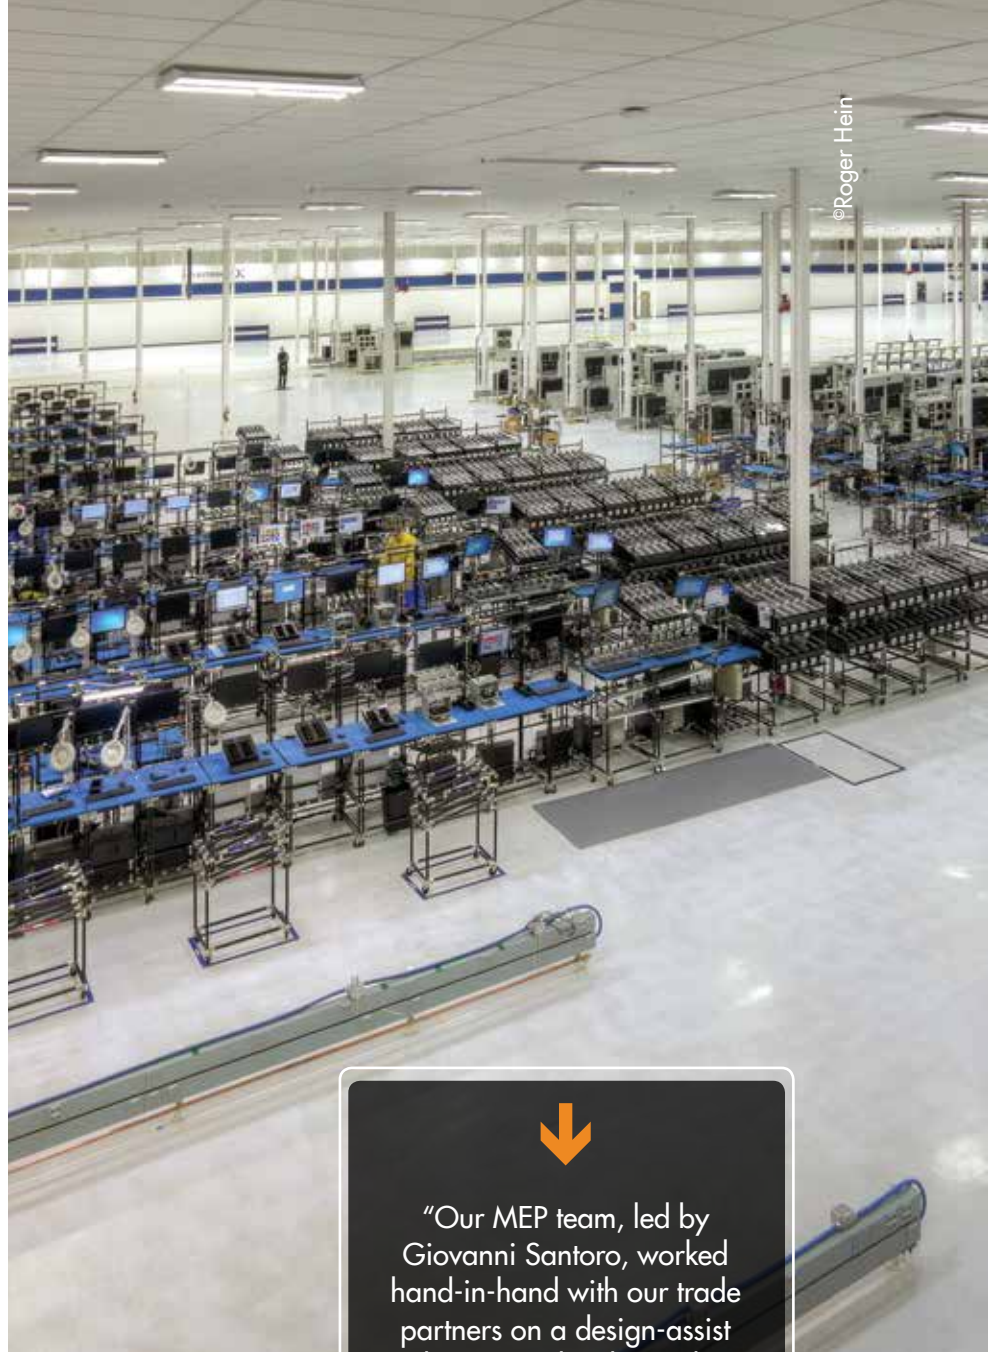 ©Roger Hein
“Our MEP team, led by
Giovanni Santoro, worked
hand-in-hand with our trade
partners on a design-assist